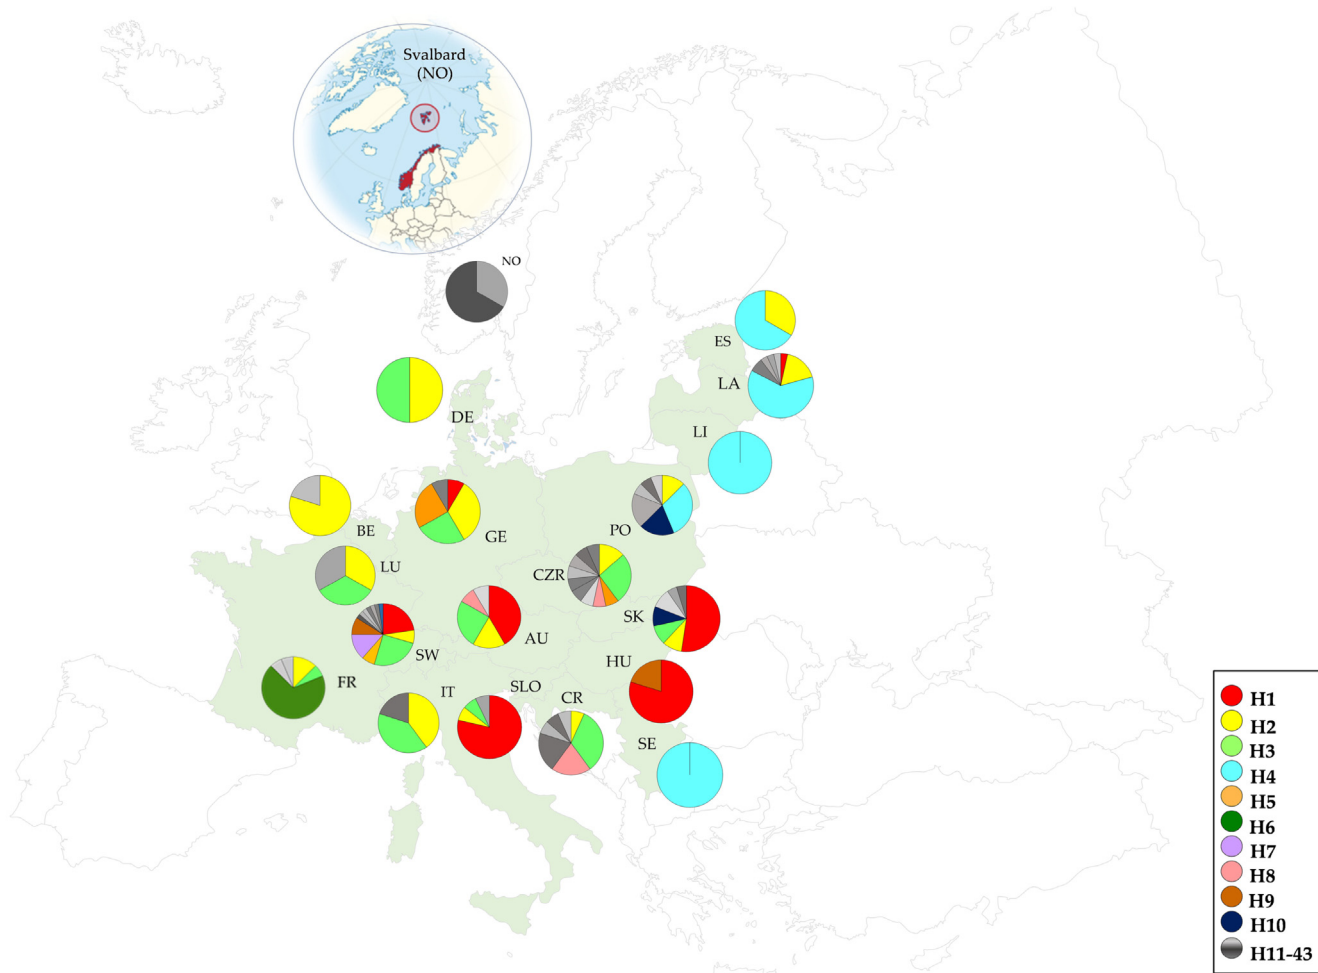 Svalbard
(NO)
NO
ES
LA
DE
LI
BE
GE
PO
LU
CZR
SK
AU
SW
HU
FR
IT
SLO
CR
SE
H1
H2
H3
H4
H5
H6
H7
H8
H9
H10
H11-43